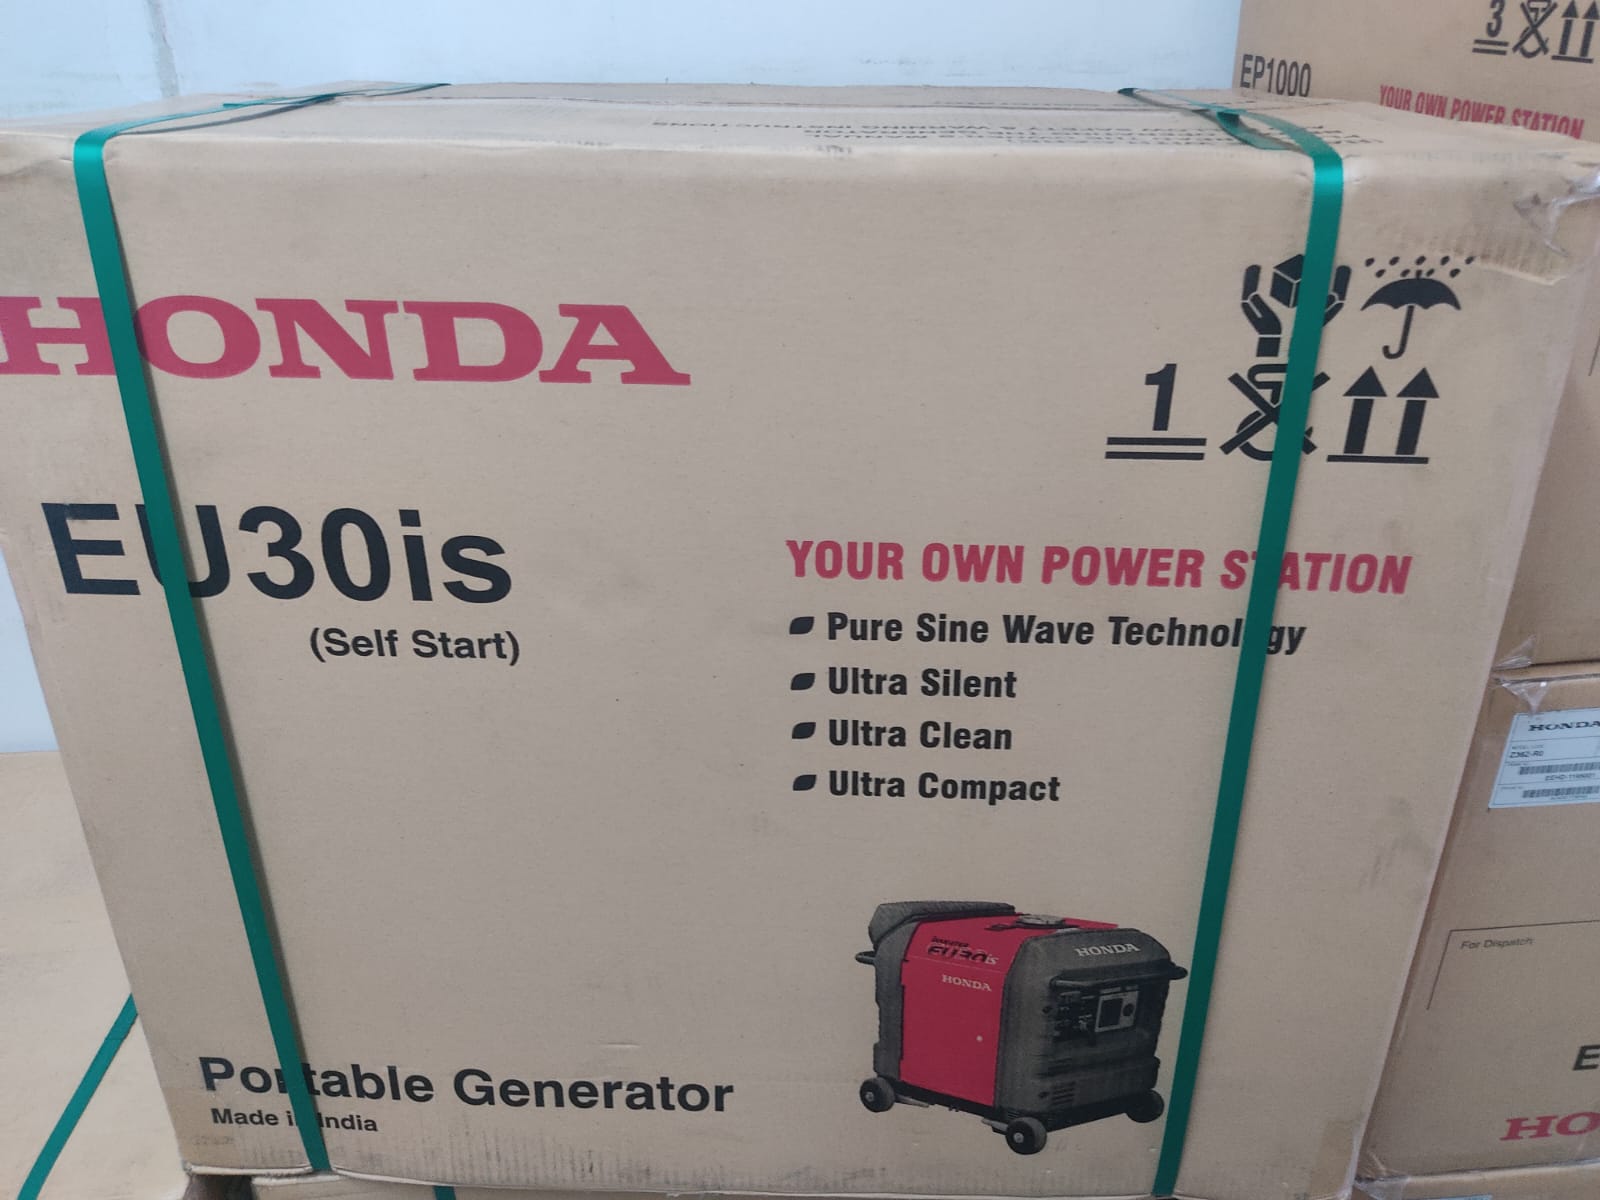 3
EP1000
YOUR OWN POWER STATION
HONDA
1
EU30is
(Self Start)
YOUR OWN POWER STATION
Pure Sine Wave Technology
Ultra Silent
Ultra Clean
Ultra Compact
EU30is
HONDA
HONDA
Portable Generator
Made in India
HONDA
For Dispatch
E
HO